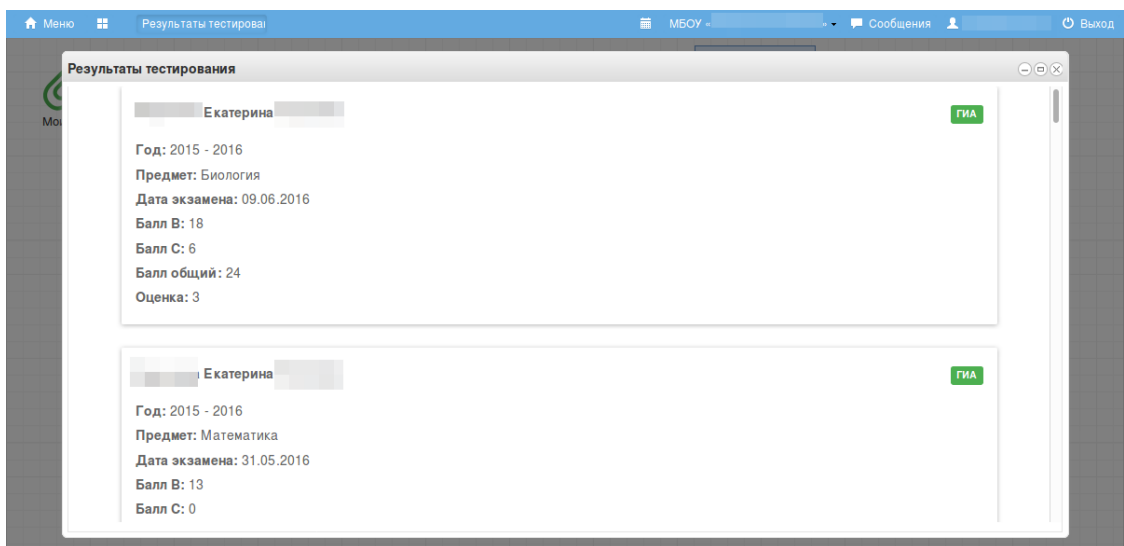 Меню Результаты тестирован МБОУ « » Сообщения Выход
Результаты тестирования
Екатерина ГИА
Год: 2015 - 2016
Предмет: Биология
Дата экзамена: 09.06.2016
Балл B: 18
Балл C: 6
Балл общий: 24
Оценка: 3
Екатерина ГИА
Год: 2015 - 2016
Предмет: Математика
Дата экзамена: 31.05.2016
Балл B: 13
Балл C: 0